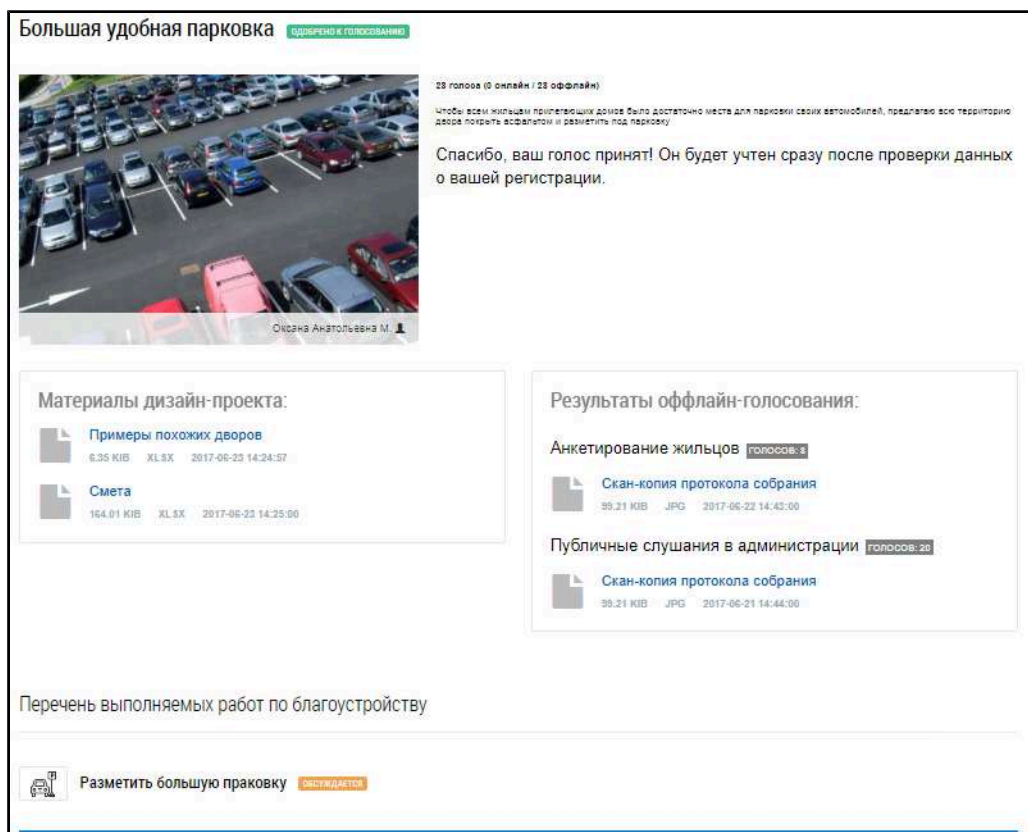 Большая удобная парковка ОДОБРЕНО К ГОЛОСОВАНИЮ
23 голоса (0 онлайн / 23 оффлайн)
Чтобы всем жильцам прилегающих домов было достаточно места для парковки своих автомобилей, предлагаю всю территорию
двора покрыть асфальтом и разметить под парковку
Спасибо, ваш голос принят! Он будет учтен сразу после проверки данных
о вашей регистрации.
Оксана Анатольевна М.
Материалы дизайн-проекта:
Примеры похожих дворов
6.35 KIB XLSX 2017-06-23 14:24:57
Смета
164.01 KIB XLSX 2017-06-23 14:25:00
Результаты оффлайн-голосования:
Анкетирование жильцов ГОЛОСОВ: 3
Скан-копия протокола собрания
99.21 KIB JPG 2017-06-22 14:43:00
Публичные слушания в администрации ГОЛОСОВ: 20
Скан-копия протокола собрания
99.21 KIB JPG 2017-06-21 14:44:00
Перечень выполняемых работ по благоустройству
Разметить большую праковку ОБСУЖДАЕТСЯ